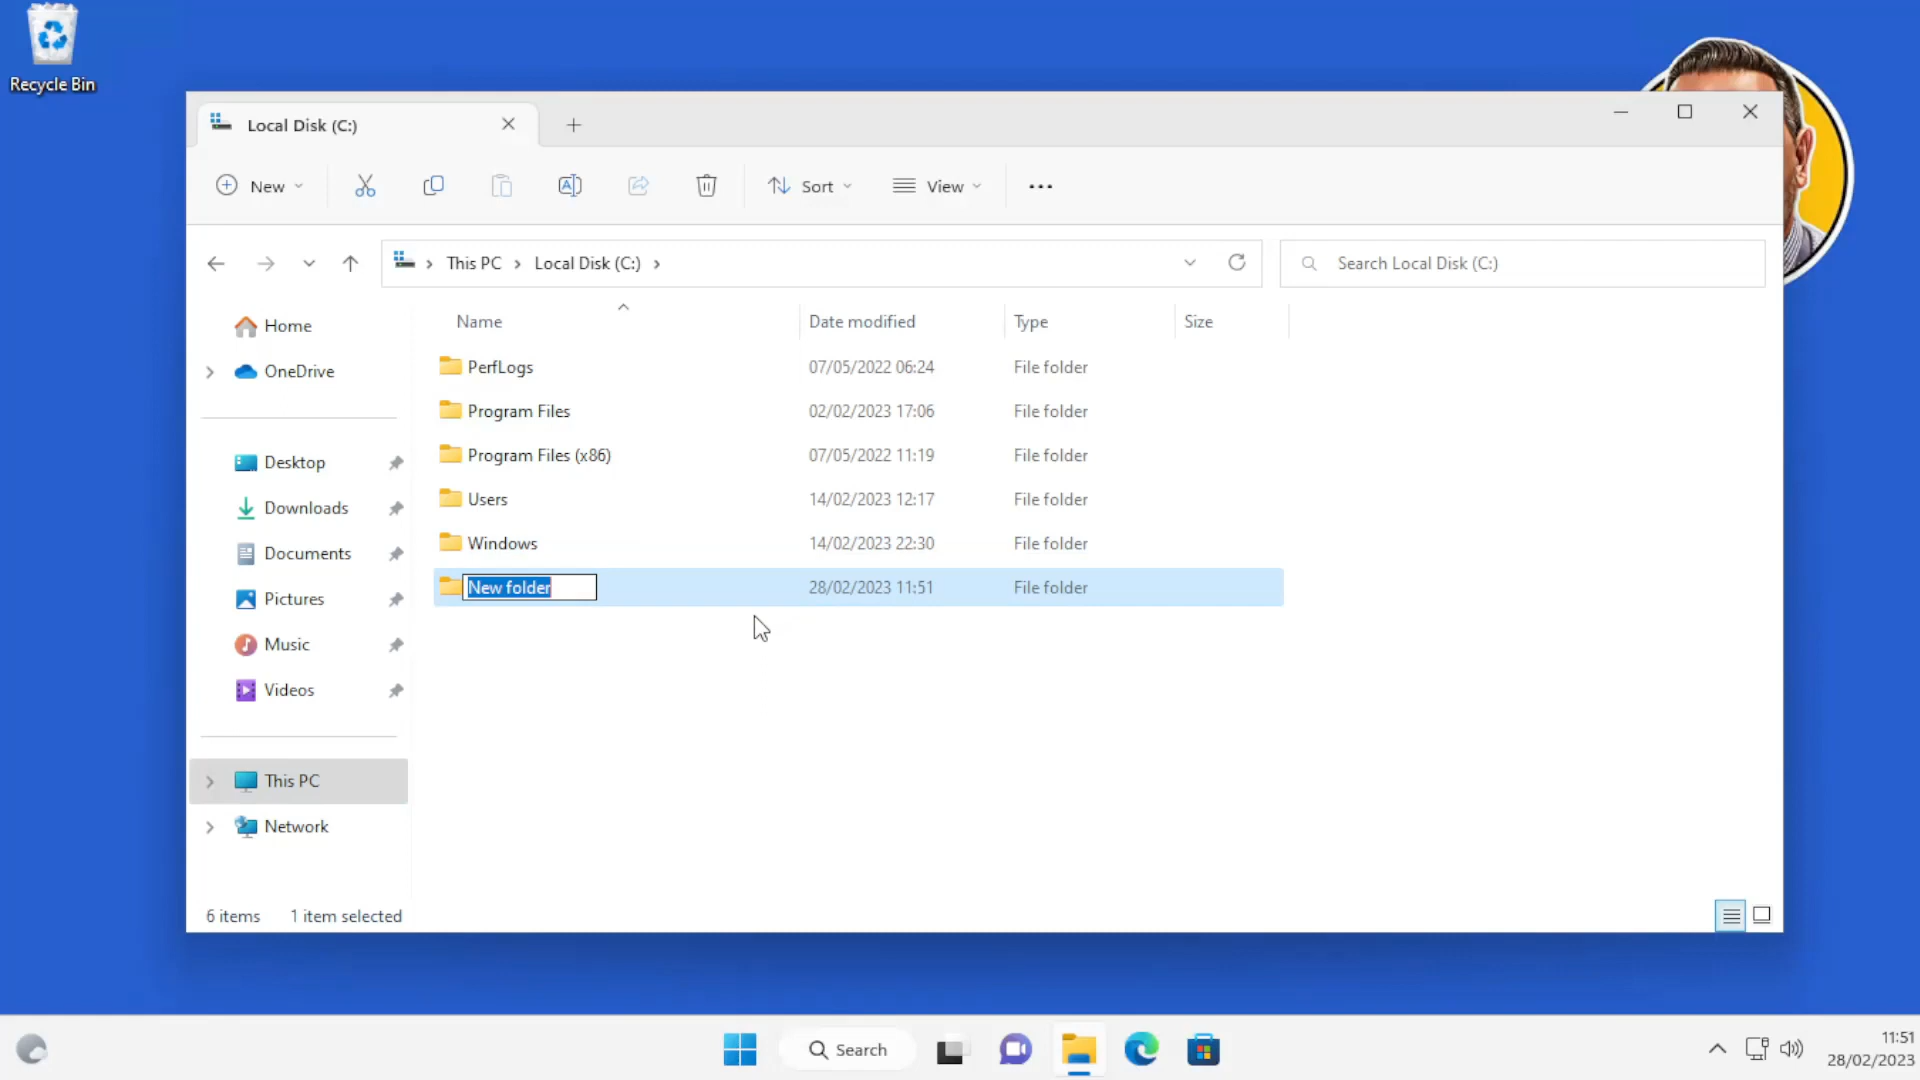 Recycle Bin
Local Disk (C:)
New
Sort
View
This PC
Local Disk (C:)
Search Local Disk (C:)
Name
Date modified
Type
Size
Home
OneDrive
Desktop
Downloads
Documents
Pictures
Music
Videos
This PC
Network
PerfLogs 07/05/2022 06:24 File folder
Program Files 02/02/2023 17:06 File folder
Program Files (x86) 07/05/2022 11:19 File folder
Users 14/02/2023 12:17 File folder
Windows 14/02/2023 22:30 File folder
New folder 28/02/2023 11:51 File folder
6 items 1 item selected
Search
11:51
28/02/2023